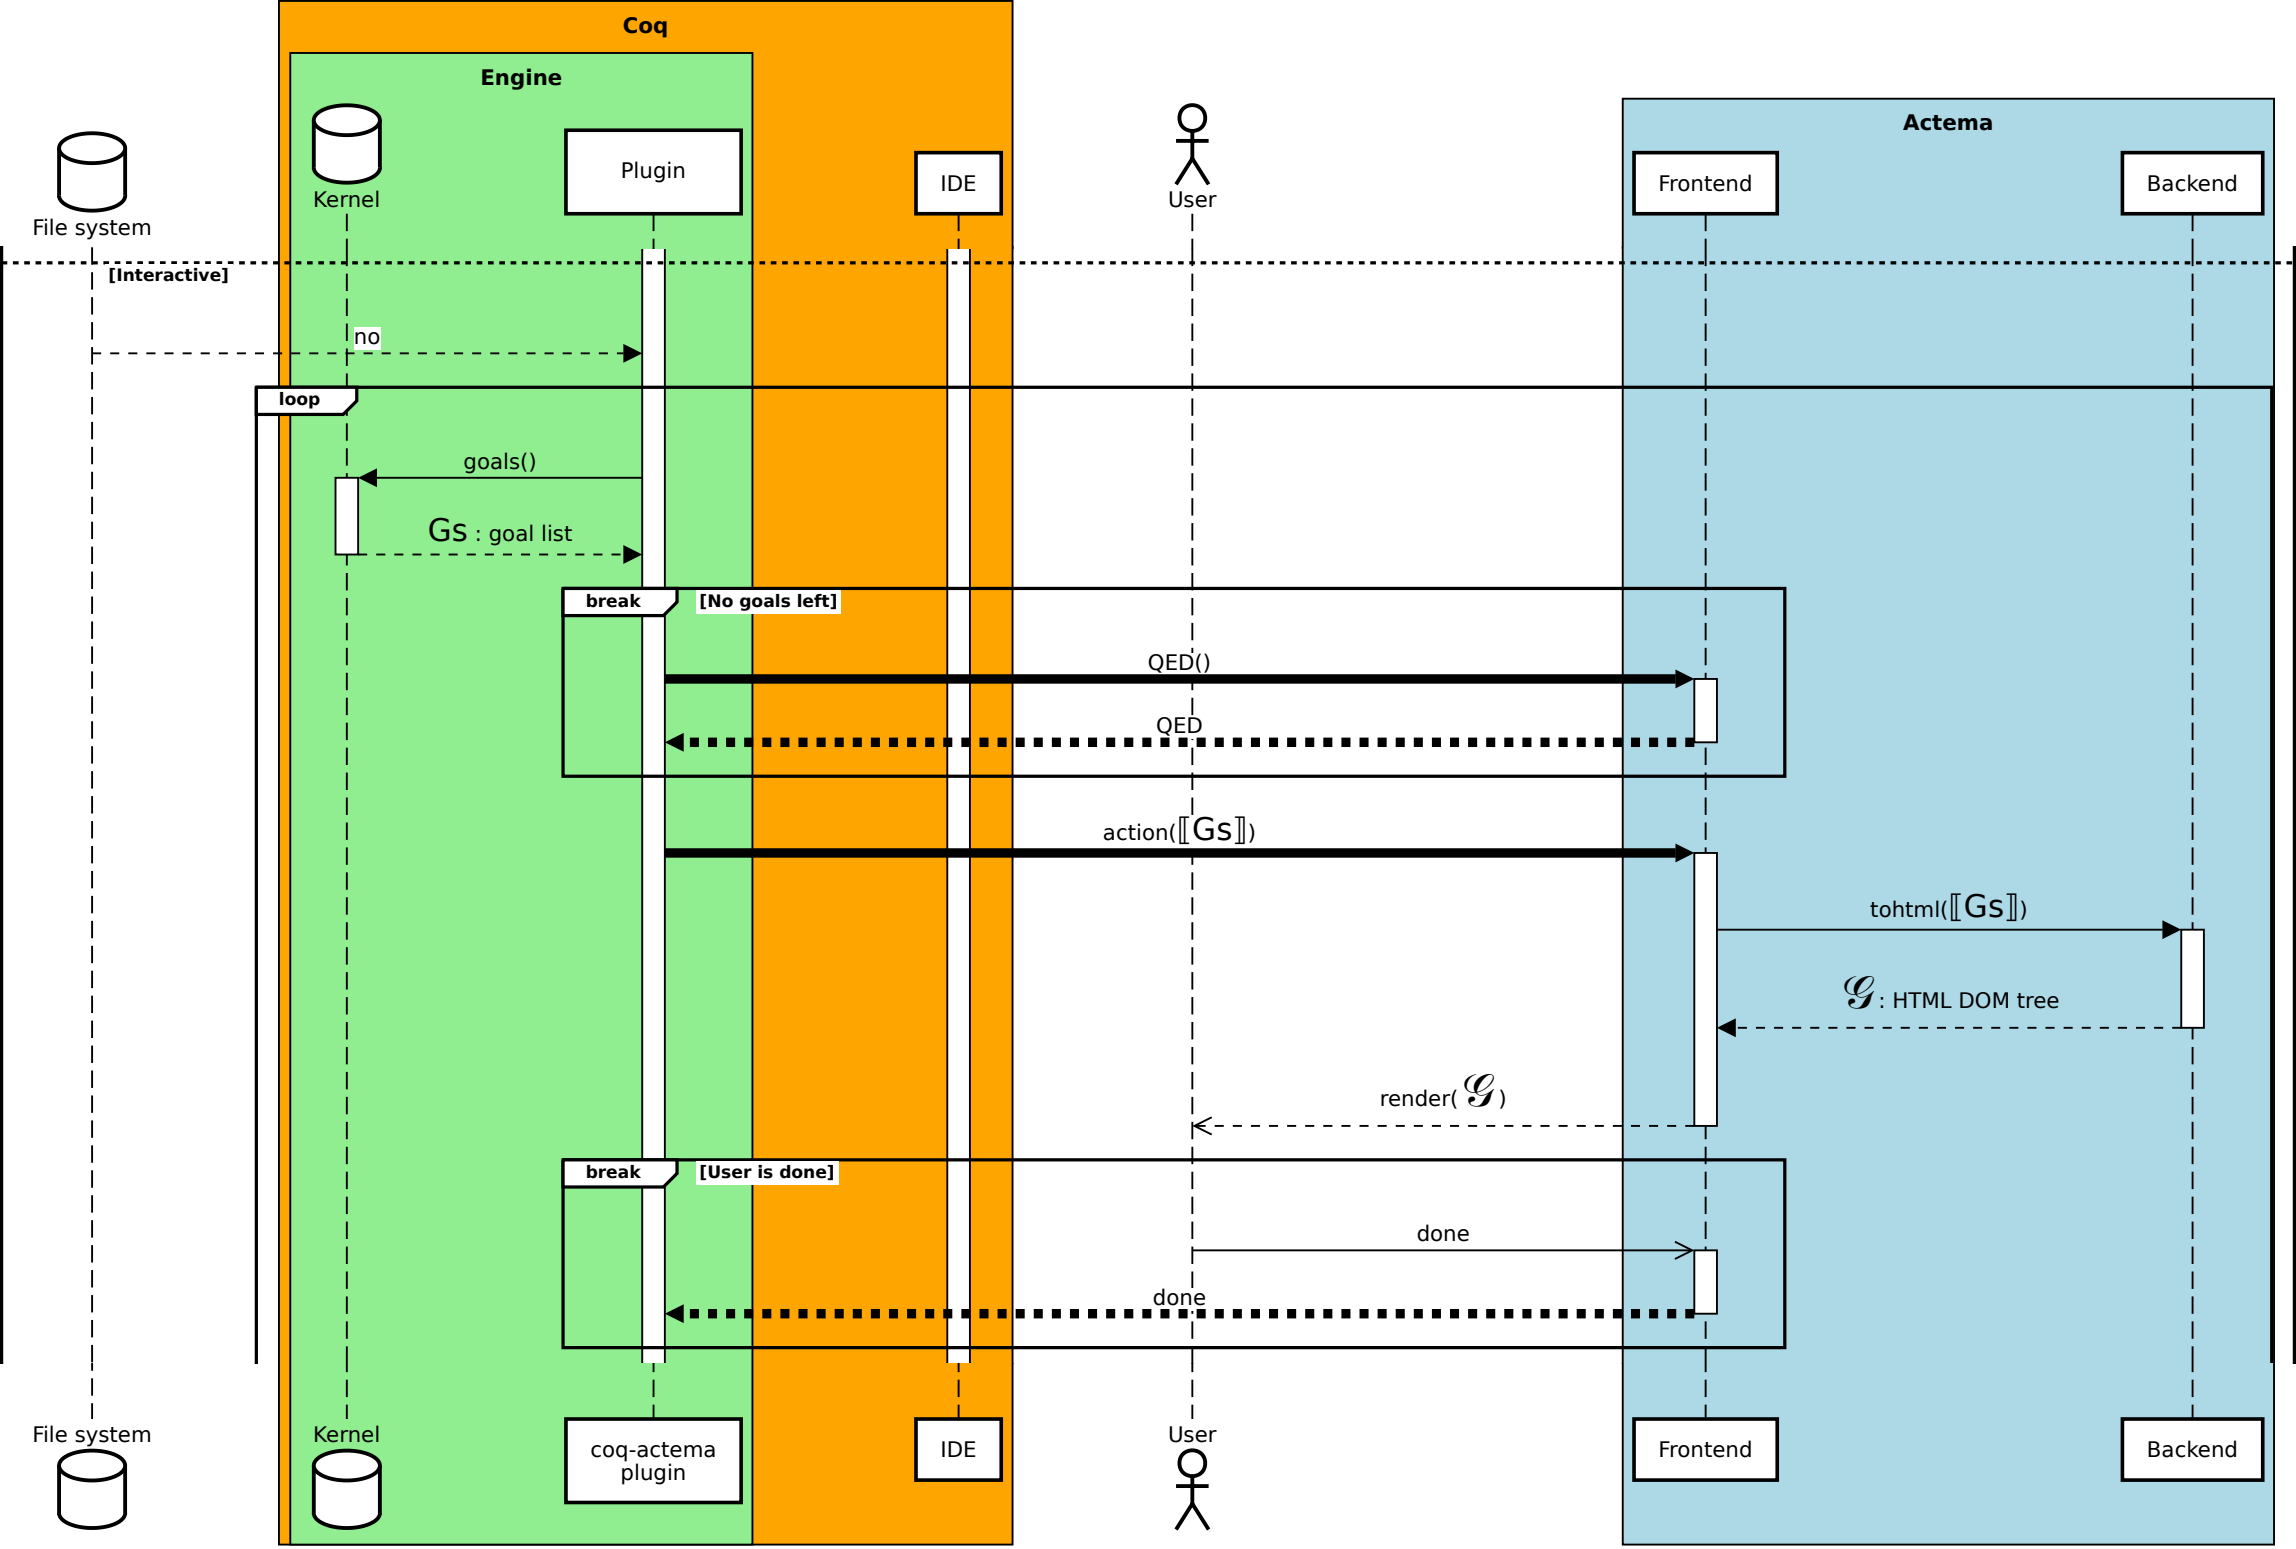 Coq
Engine
Actema
File system
Kernel
Plugin
IDE
User
Frontend
Backend
[Interactive]
no
loop
goals()
Gs : goal list
break [No goals left]
QED()
QED
action(⟦Gs⟧)
tohtml(⟦Gs⟧)
𝒢 : HTML DOM tree
render(𝒢)
break [User is done]
done
done
File system
Kernel
coq-actema
plugin
IDE
User
Frontend
Backend